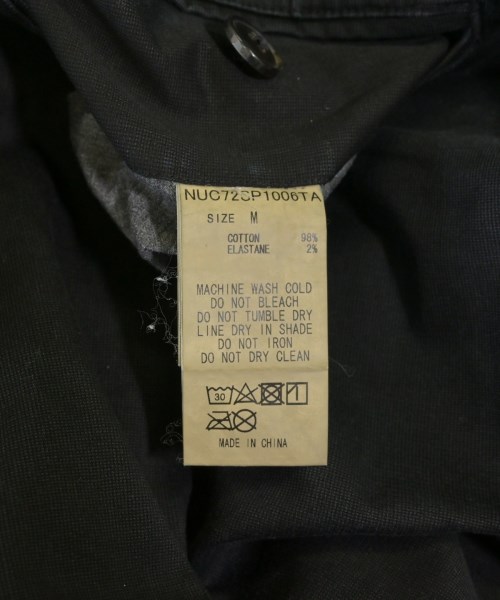 NUC72CP1006TA
SIZE M
COTTON 98%
ELASTANE 2%
MACHINE WASH COLD
DO NOT BLEACH
DO NOT TUMBLE DRY
LINE DRY IN SHADE
DO NOT IRON
DO NOT DRY CLEAN
30
MADE IN CHINA